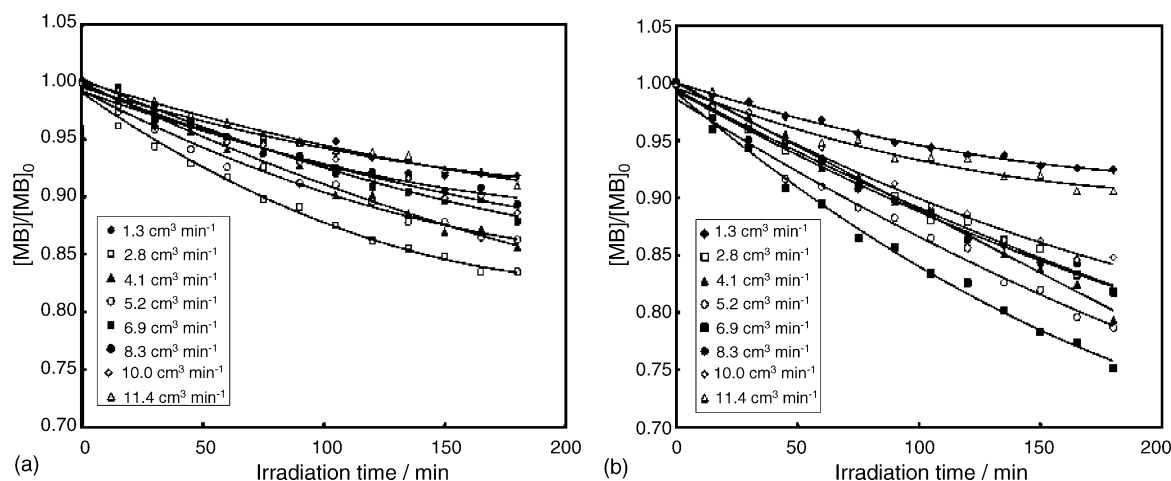 1.05
1.00
0.95
0.90
0.85
0.80
0.75
0.70
[MB]/[MB]₀
1.3 cm³ min⁻¹
2.8 cm³ min⁻¹
4.1 cm³ min⁻¹
5.2 cm³ min⁻¹
6.9 cm³ min⁻¹
8.3 cm³ min⁻¹
10.0 cm³ min⁻¹
11.4 cm³ min⁻¹
0 50 100 150 200
(a) Irradiation time / min
1.05
1.00
0.95
0.90
0.85
0.80
0.75
0.70
[MB]/[MB]₀
1.3 cm³ min⁻¹
2.8 cm³ min⁻¹
4.1 cm³ min⁻¹
5.2 cm³ min⁻¹
6.9 cm³ min⁻¹
8.3 cm³ min⁻¹
10.0 cm³ min⁻¹
11.4 cm³ min⁻¹
0 50 100 150 200
(b) Irradiation time / min